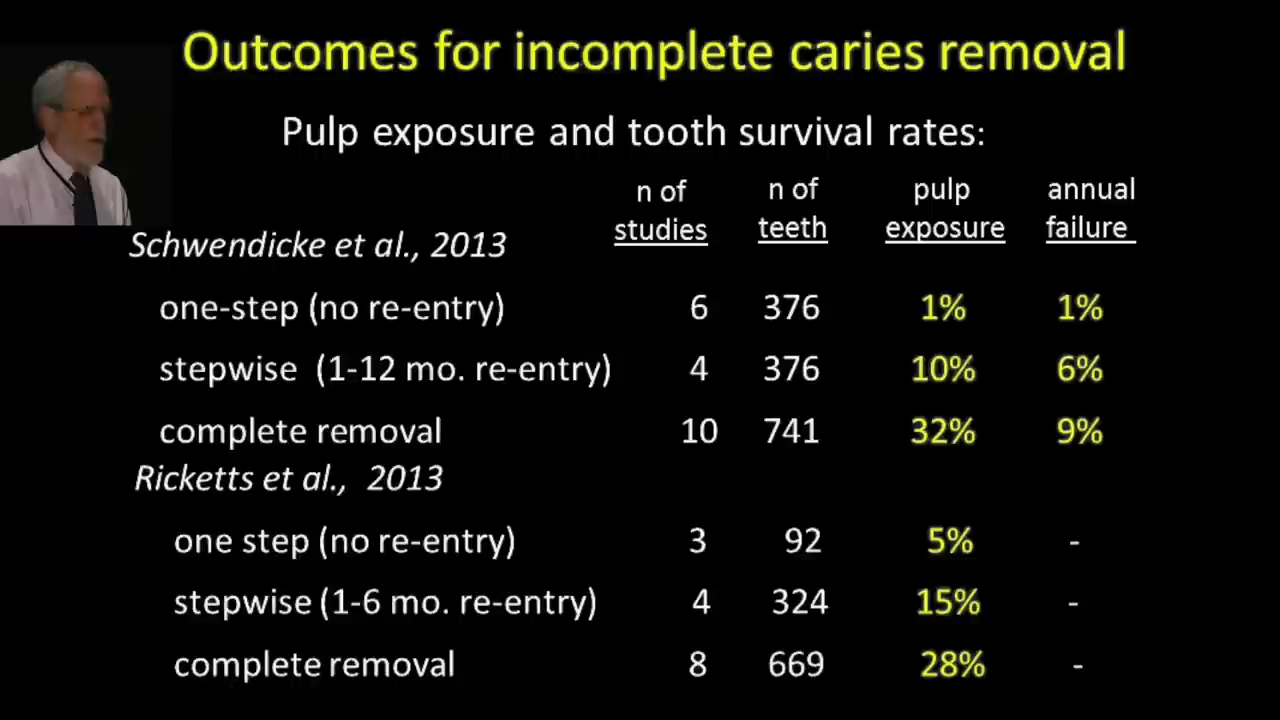 Outcomes for incomplete caries removal
Pulp exposure and tooth survival rates:
n of studies n of teeth pulp exposure annual failure
Schwendicke et al., 2013
one-step (no re-entry) 6 376 1% 1%
stepwise (1-12 mo. re-entry) 4 376 10% 6%
complete removal 10 741 32% 9%
Ricketts et al., 2013
one step (no re-entry) 3 92 5% -
stepwise (1-6 mo. re-entry) 4 324 15% -
complete removal 8 669 28% -